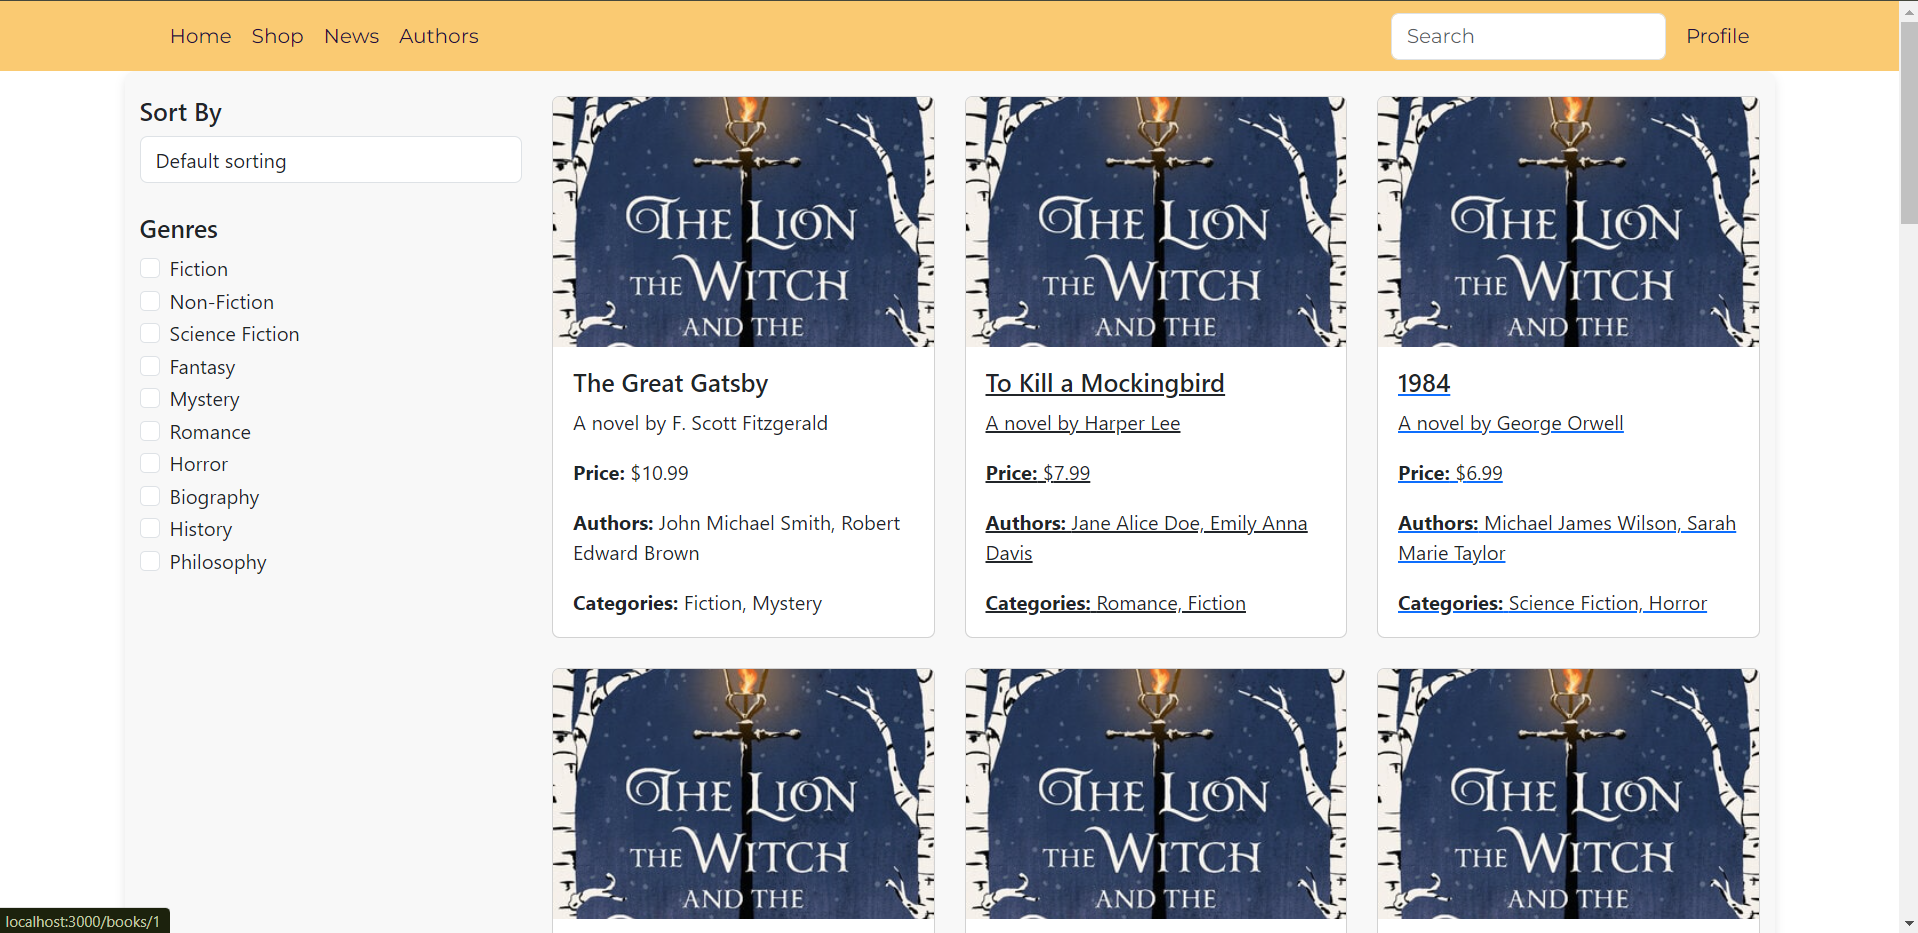 Home Shop News Authors Search Profile
Sort By
Default sorting
Genres
Fiction
Non-Fiction
Science Fiction
Fantasy
Mystery
Romance
Horror
Biography
History
Philosophy
THE LION
THE WITCH
AND THE
The Great Gatsby
A novel by F. Scott Fitzgerald
Price: $10.99
Authors: John Michael Smith, Robert
Edward Brown
Categories: Fiction, Mystery
THE LION
THE WITCH
AND THE
To Kill a Mockingbird
A novel by Harper Lee
Price: $7.99
Authors: Jane Alice Doe, Emily Anna
Davis
Categories: Romance, Fiction
THE LION
THE WITCH
AND THE
1984
A novel by George Orwell
Price: $6.99
Authors: Michael James Wilson, Sarah
Marie Taylor
Categories: Science Fiction, Horror
THE LION
THE WITCH
AND THE
THE LION
THE WITCH
AND THE
THE LION
THE WITCH
AND THE
localhost:3000/books/1